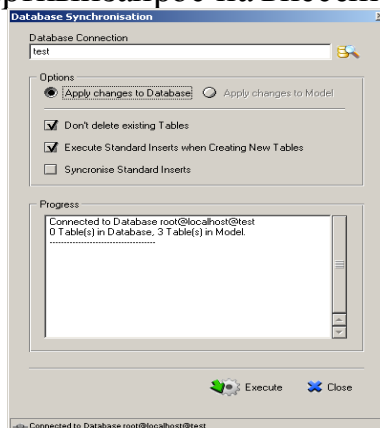 Database Synchronisation
Database Connection
test
Options
Apply changes to Database
Apply changes to Model
Don't delete existing Tables
Execute Standard Inserts when Creating New Tables
Syncronise Standard Inserts
Progress
Connected to Database root@localhost@test
0 Table(s) in Database, 3 Table(s) in Model.
------------------------------------
Execute
Close
Connected to Database root@localhost@test